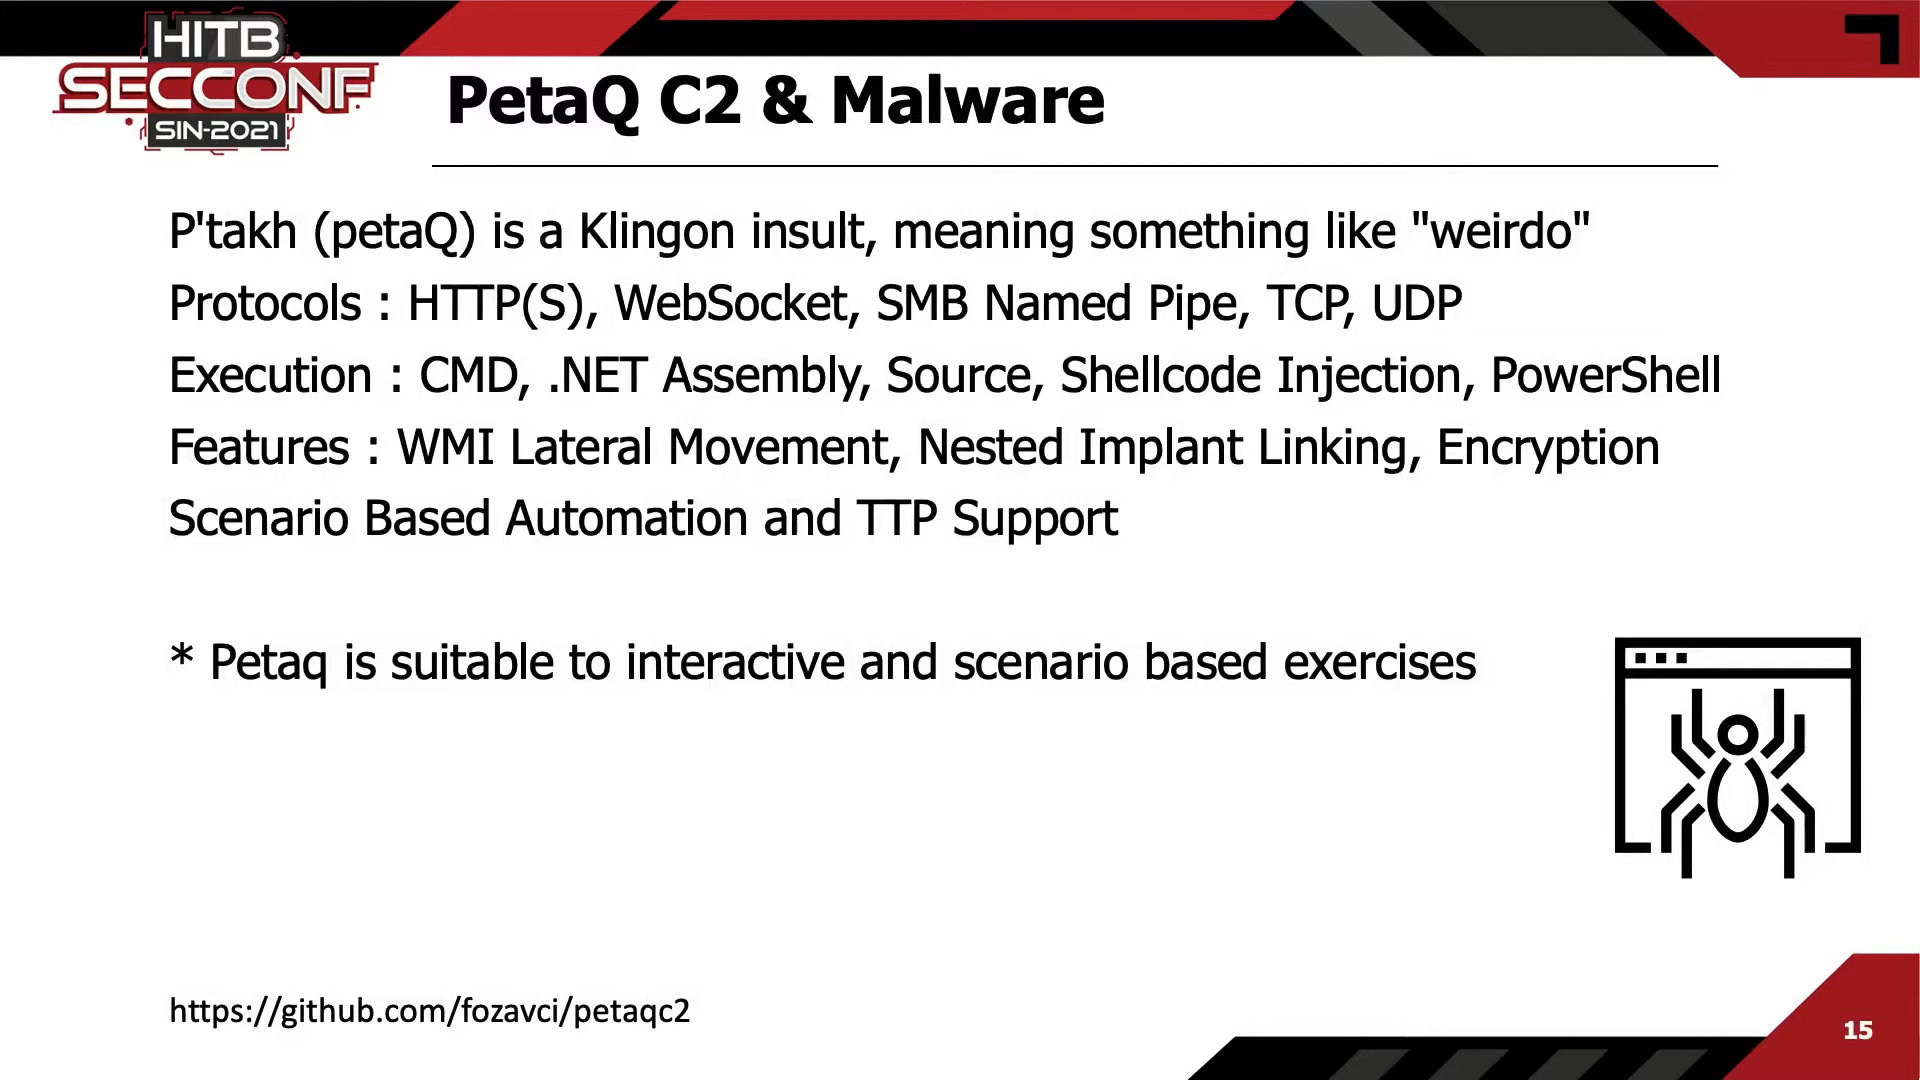 HITB
SECCONF
SIN-2021
PetaQ C2 & Malware
P'takh (petaQ) is a Klingon insult, meaning something like "weirdo"
Protocols : HTTP(S), WebSocket, SMB Named Pipe, TCP, UDP
Execution : CMD, .NET Assembly, Source, Shellcode Injection, PowerShell
Features : WMI Lateral Movement, Nested Implant Linking, Encryption
Scenario Based Automation and TTP Support
* Petaq is suitable to interactive and scenario based exercises
https://github.com/fozavci/petaqc2
15